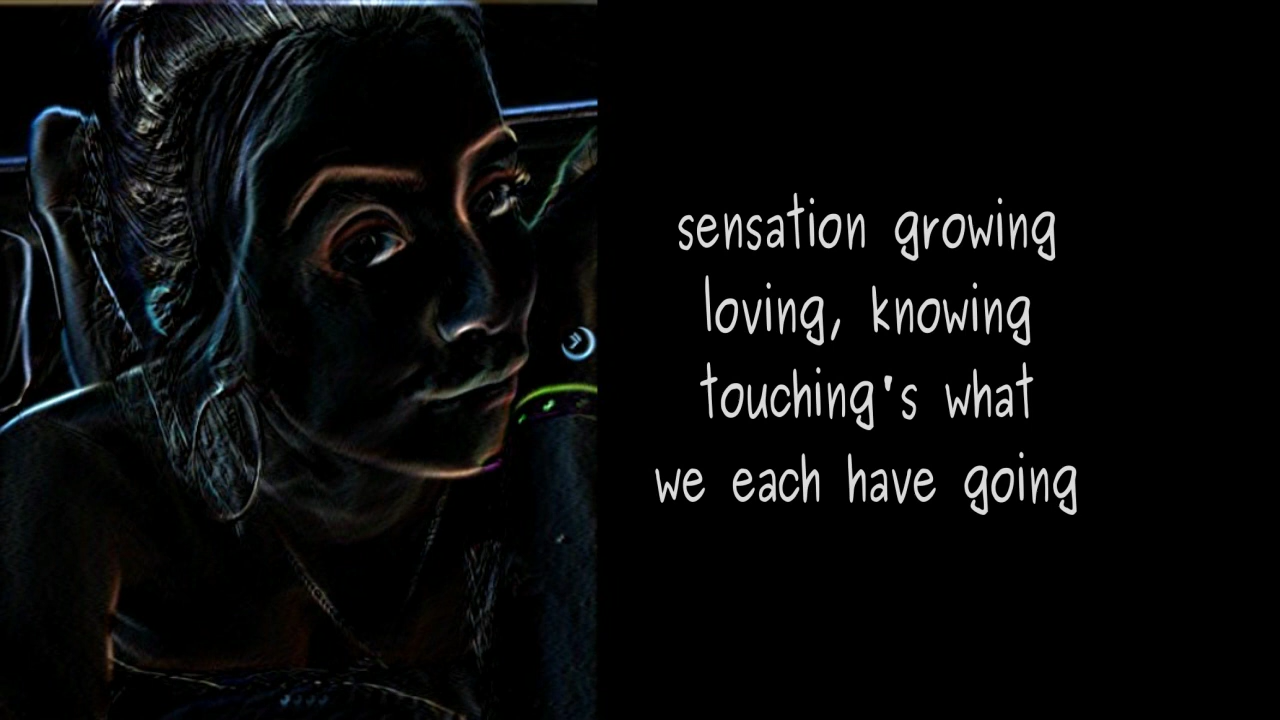 sensation growing
loving, knowing
touching's what
we each have going